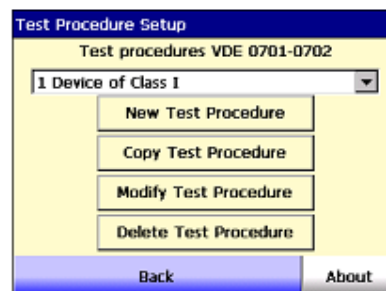 Test Procedure Setup
Test procedures VDE 0701-0702
1 Device of Class I
New Test Procedure
Copy Test Procedure
Modify Test Procedure
Delete Test Procedure
Back About